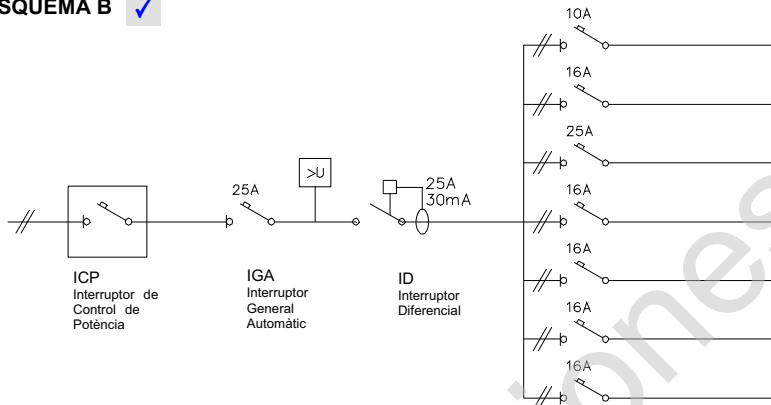 SQUEMA B ✓
10A
16A
25A
16A
16A
16A
16A
>U
25A
25A
30mA
ICP
Interruptor de
Control de
Potència
IGA
Interruptor
General
Automàtic
ID
Interruptor
Diferencial
iones